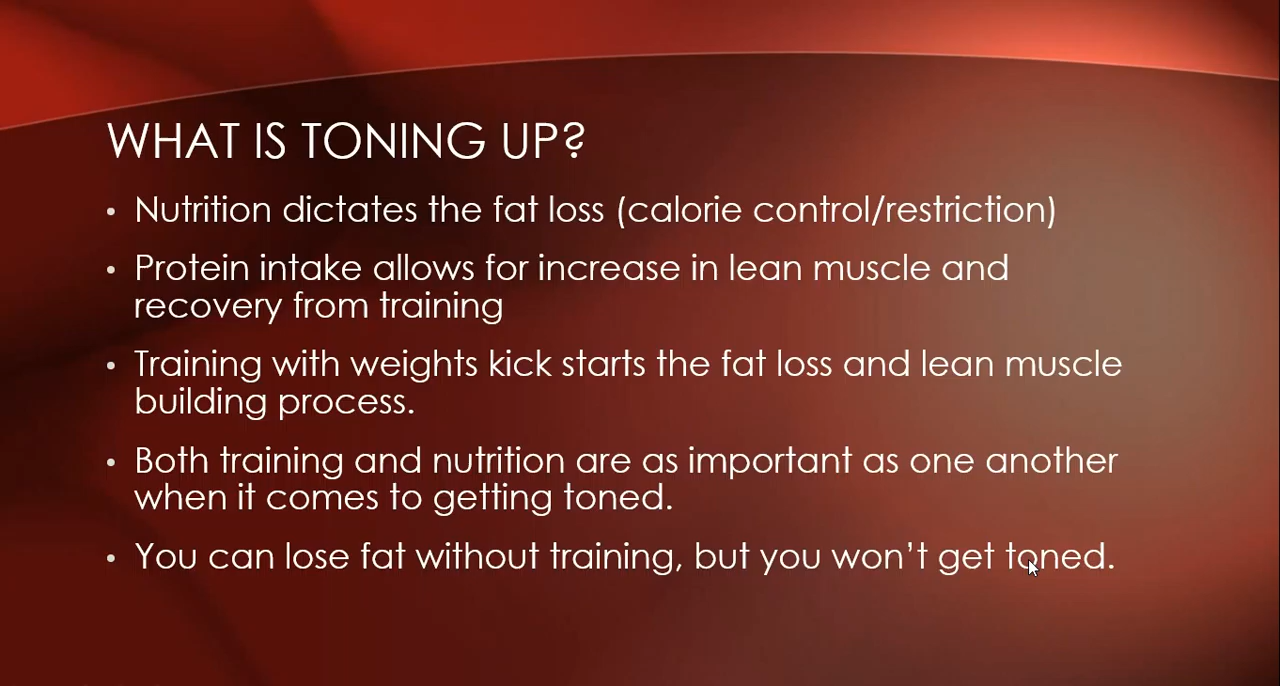 WHAT IS TONING UP?
• Nutrition dictates the fat loss (calorie control/restriction)
• Protein intake allows for increase in lean muscle and
recovery from training
• Training with weights kick starts the fat loss and lean muscle
building process.
• Both training and nutrition are as important as one another
when it comes to getting toned.
• You can lose fat without training, but you won’t get toned.